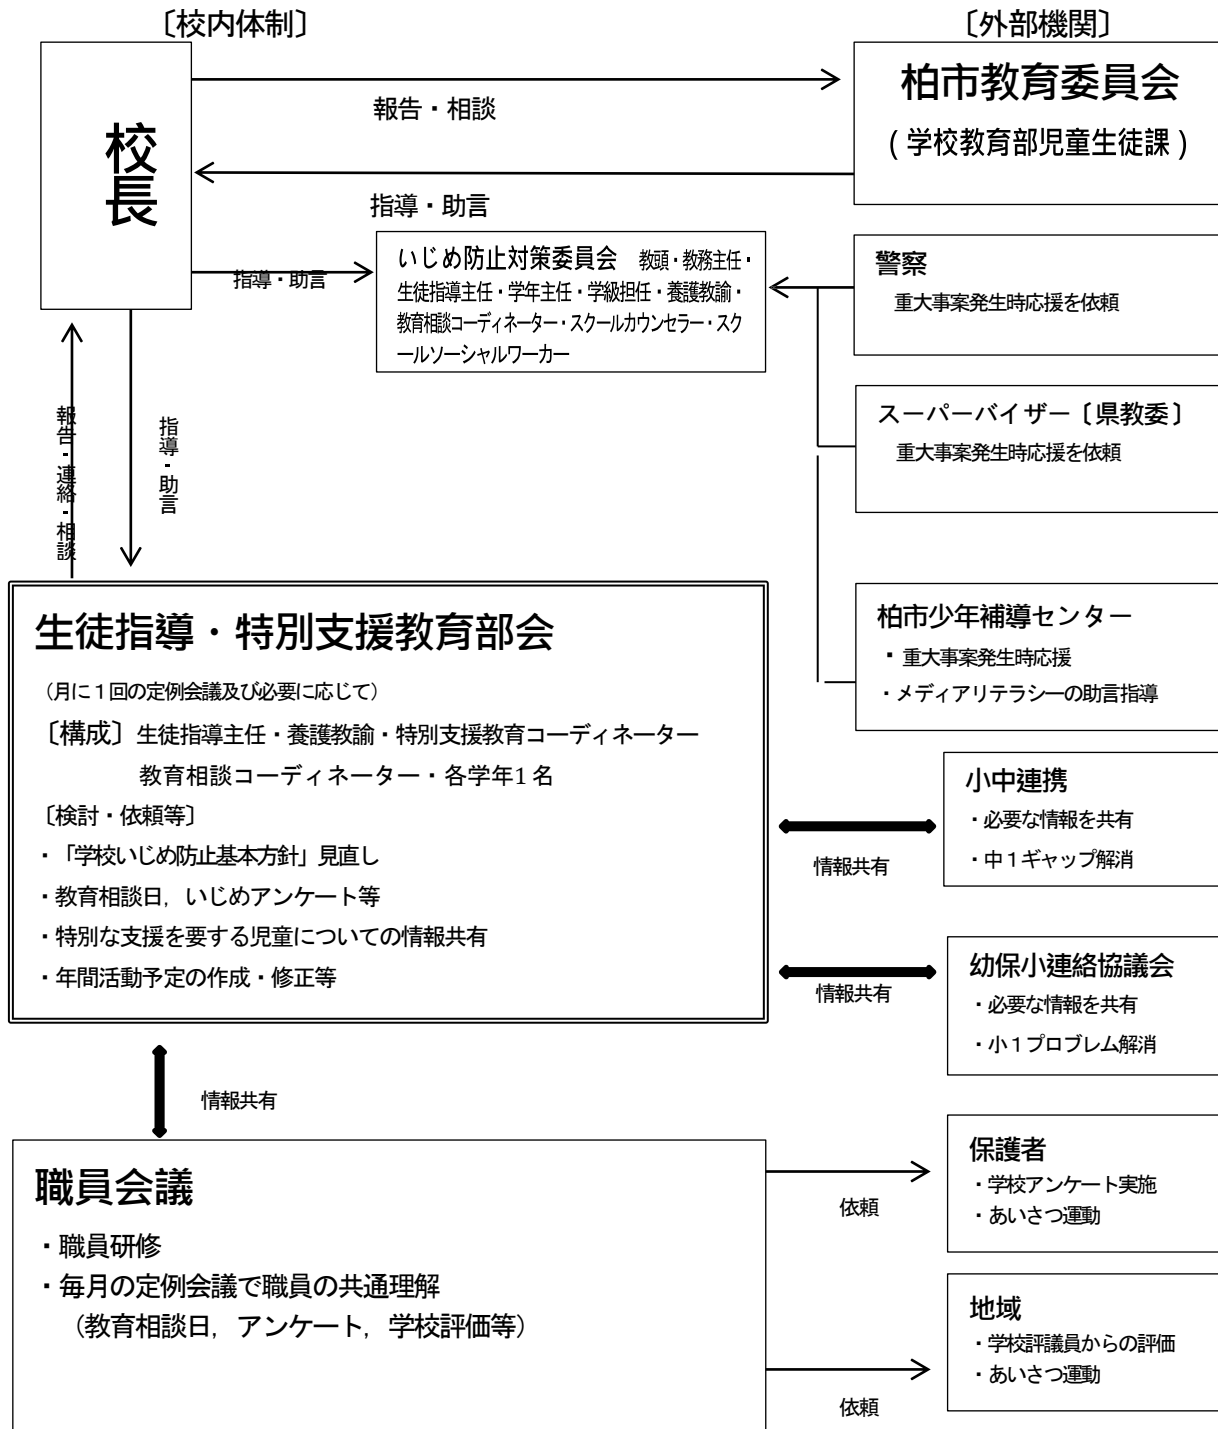 〔校内体制〕
〔外部機関〕
校長
報告・相談
指導・助言
柏市教育委員会
(学校教育部児童生徒課)
指導・助言
いじめ防止対策委員会　教頭・教務主任・
生徒指導主任・学年主任・学級担任・養護教諭・
教育相談コーディネーター・スクールカウンセラー・スク
ールソーシャルワーカー
警察
重大事案発生時応援を依頼
スーパーバイザー〔県教委〕
重大事案発生時応援を依頼
報告・連絡・相談
指導・助言
柏市少年補導センター
・重大事案発生時応援
・メディアリテラシーの助言指導
生徒指導・特別支援教育部会
（月に１回の定例会議及び必要に応じて）
〔構成〕生徒指導主任・養護教諭・特別支援教育コーディネーター
教育相談コーディネーター・各学年1名
〔検討・依頼等〕
・「学校いじめ防止基本方針」見直し
・教育相談日，いじめアンケート等
・特別な支援を要する児童についての情報共有
・年間活動予定の作成・修正等
情報共有
小中連携
・必要な情報を共有
・中１ギャップ解消
情報共有
幼保小連絡協議会
・必要な情報を共有
・小１プロブレム解消
情報共有
職員会議
・職員研修
・毎月の定例会議で職員の共通理解
（教育相談日，アンケート，学校評価等）
依頼
保護者
・学校アンケート実施
・あいさつ運動
依頼
地域
・学校評議員からの評価
・あいさつ運動